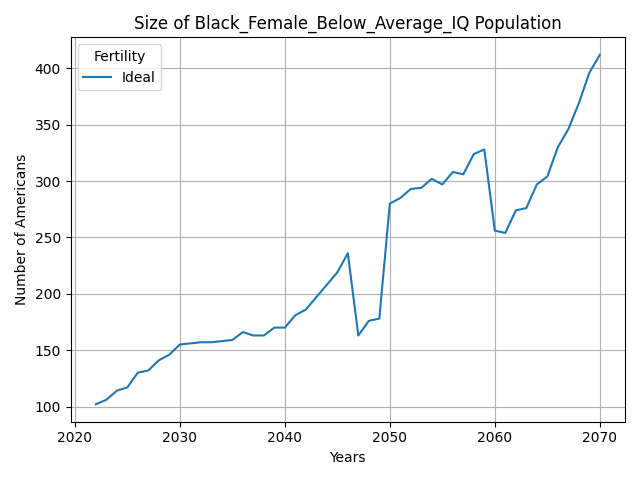 Size of Black_Female_Below_Average_IQ Population
Fertility
Ideal
Number of Americans
400
350
300
250
200
150
100
2020
2030
2040
2050
2060
2070
Years